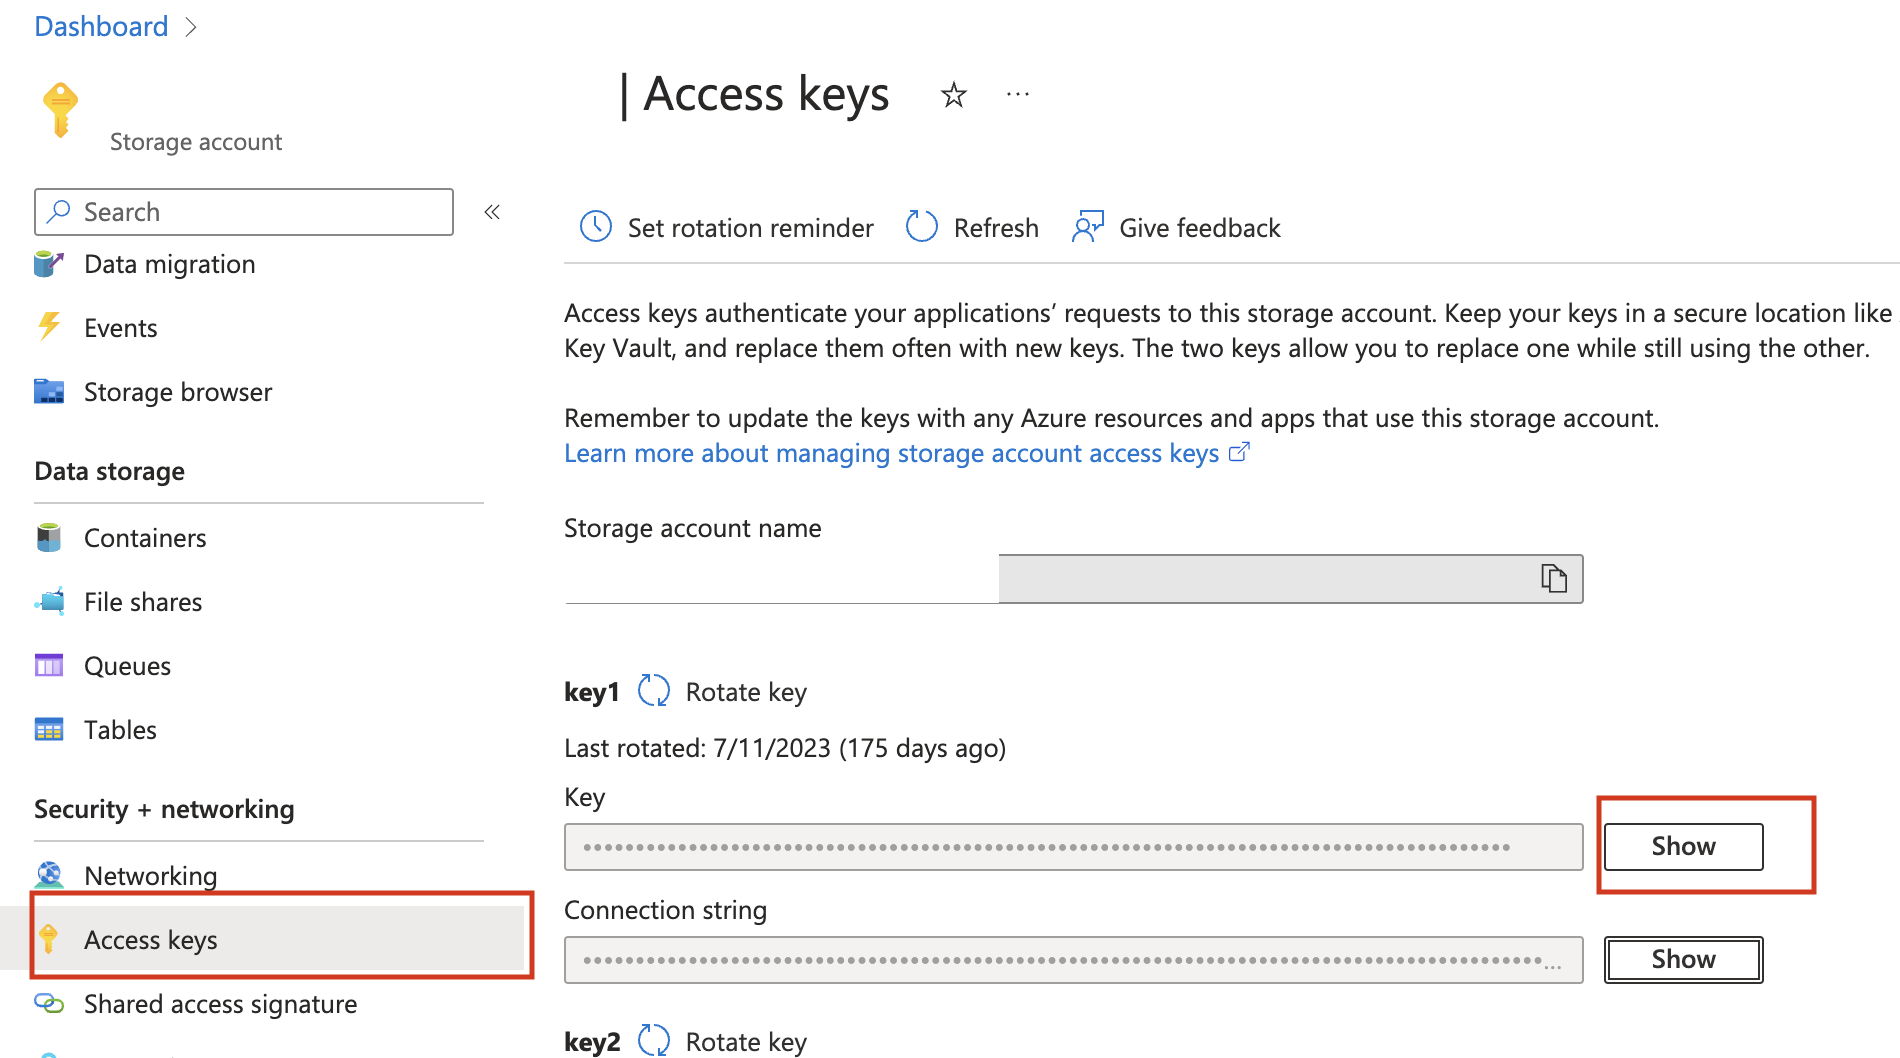 Dashboard
| Access keys
Storage account
Search
Data migration
Events
Storage browser
Data storage
Containers
File shares
Queues
Tables
Security + networking
Networking
Access keys
Shared access signature
Set rotation reminder
Refresh
Give feedback
Access keys authenticate your applications’ requests to this storage account. Keep your keys in a secure location like
Key Vault, and replace them often with new keys. The two keys allow you to replace one while still using the other.
Remember to update the keys with any Azure resources and apps that use this storage account.
Learn more about managing storage account access keys
Storage account name
key1 Rotate key
Last rotated: 7/11/2023 (175 days ago)
Key
Show
Connection string
Show
key2 Rotate key